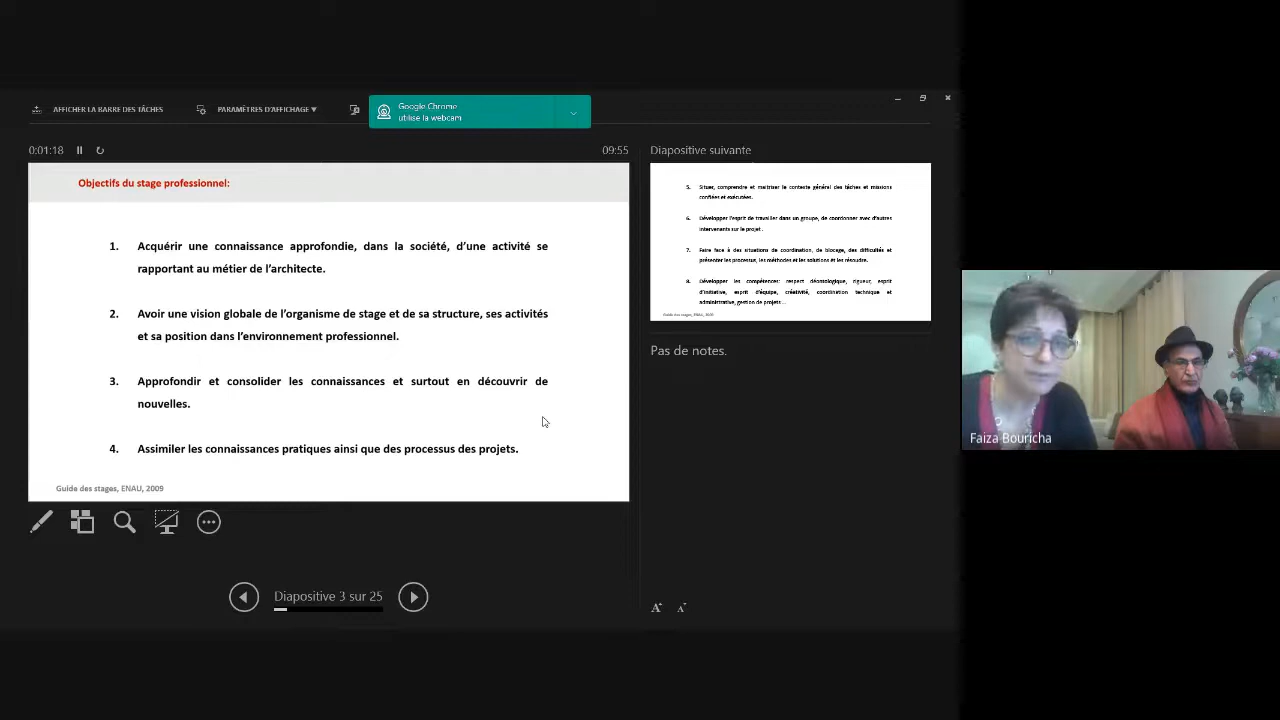 AFFICHER LA BARRE DES TÂCHES
PARAMÈTRES D'AFFICHAGE ▼
Google Chrome
utilise la webcam
0:01:18
09:55
Objectifs du stage professionnel:
1. Acquérir une connaissance approfondie, dans la société, d'une activité se
rapportant au métier de l'architecte.
2. Avoir une vision globale de l'organisme de stage et de sa structure, ses activités
et sa position dans l'environnement professionnel.
3. Approfondir et consolider les connaissances et surtout en découvrir de
nouvelles.
4. Assimiler les connaissances pratiques ainsi que des processus des projets.
Guide des stages, ENAU, 2009
Diapositive 3 sur 25
Diapositive suivante
5. Situer, comprendre et maitriser le contexte général des tâches et missions
confiées et exécutées.
6. Développer l'esprit de travailler dans un groupe, de coordonner avec d'autres
intervenants sur le projet .
7. Faire face à des situations de coordination, de blocage, des difficultés et
présenter les processus, les méthodes et les solutions et les résoudre.
8. Développer les compétences: respect déontologique, rigueur, esprit
d'initiative, esprit d'équipe, créativité, coordination technique et
administrative, gestion de projets ...
Guide des stages, ENAU, 2009
Pas de notes.
A A
Faiza Bouricha